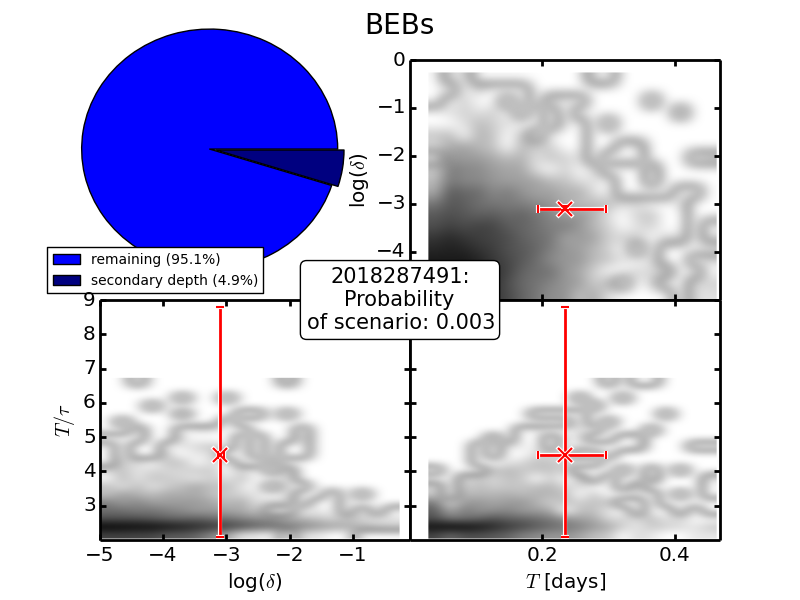 BEBs
0
−1
−2
−3
−4
log(δ)
remaining (95.1%)
secondary depth (4.9%)
2018287491:
Probability
of scenario: 0.003
9
8
7
6
5
4
3
T/τ
−5 −4 −3 −2 −1
log(δ)
0.2 0.4
T [days]